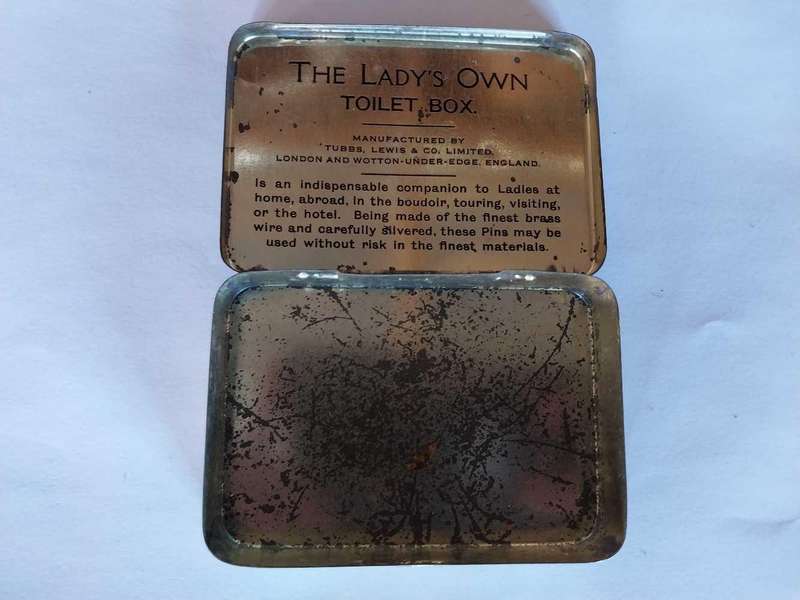 THE LADY'S OWN
TOILET BOX.
MANUFACTURED BY
TUBBS, LEWIS & CO. LIMITED.
LONDON AND WOTTON-UNDER-EDGE, ENGLAND.
Is an indispensable companion to Ladies at
home, abroad, in the boudoir, touring, visiting,
or the hotel. Being made of the finest brass
wire and carefully silvered, these Pins may be
used without risk in the finest materials.